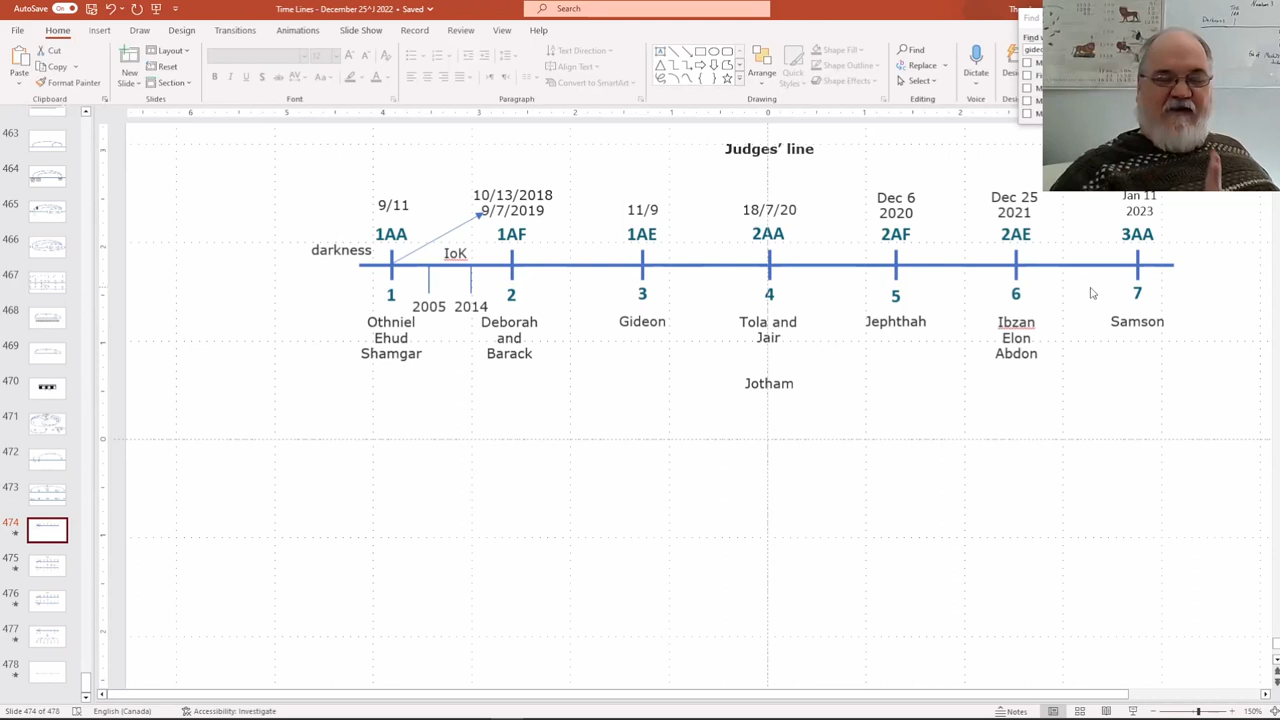 AutoSave
On
Time Lines - December 25^J 2022 • Saved
Search
File
Home
Insert
Draw
Design
Transitions
Animations
Slide Show
Record
Review
View
Help
Paste
Cut
Copy
Format Painter
Clipboard
New
Slide
Layout
Reset
Section
Slides
Font
Paragraph
Text Direction
Align Text
Convert to SmartArt
Arrange
Quick
Styles
Shape Fill
Shape Outline
Shape Effects
Drawing
Find
Replace
Select
Editing
Dictate
Voice
Find
Judges’ line
9/11
10/13/2018
9/7/2019
11/9
18/7/20
Dec 6
2020
Dec 25
2021
Jan 11
2023
1AA
1AF
1AE
2AA
2AF
2AE
3AA
darkness
IoK
1
2005
2014
2
3
4
5
6
7
Othniel
Ehud
Shamgar
Deborah
and
Barack
Gideon
Tola and
Jair
Jotham
Jephthah
Ibzan
Elon
Abdon
Samson
463
464
465
466
467
468
469
470
471
472
473
474
475
476
477
478
Slide 474 of 478
English (Canada)
Accessibility: Investigate
Notes
150%